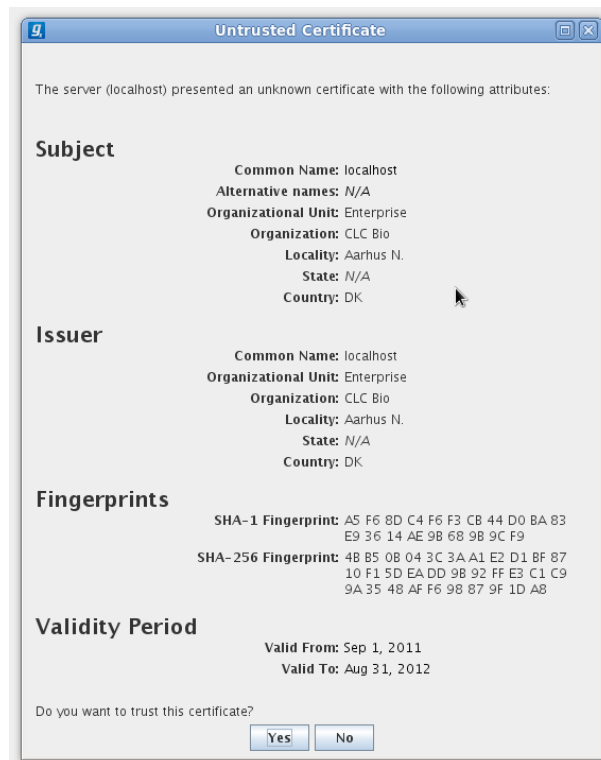 Untrusted Certificate
The server (localhost) presented an unknown certificate with the following attributes:
Subject
Common Name: localhost
Alternative names: N/A
Organizational Unit: Enterprise
Organization: CLC Bio
Locality: Aarhus N.
State: N/A
Country: DK
Issuer
Common Name: localhost
Organizational Unit: Enterprise
Organization: CLC Bio
Locality: Aarhus N.
State: N/A
Country: DK
Fingerprints
SHA-1 Fingerprint: A5 F6 8D C4 F6 F3 CB 44 D0 BA 83
E9 36 14 AE 9B 68 9B 9C F9
SHA-256 Fingerprint: 4B B5 0B 04 3C 3A A1 E2 D1 BF 87
10 F1 5D EA DD 9B 92 FF E3 C1 C9
9A 35 48 AF F6 98 87 9F 1D A8
Validity Period
Valid From: Sep 1, 2011
Valid To: Aug 31, 2012
Do you want to trust this certificate?
Yes No